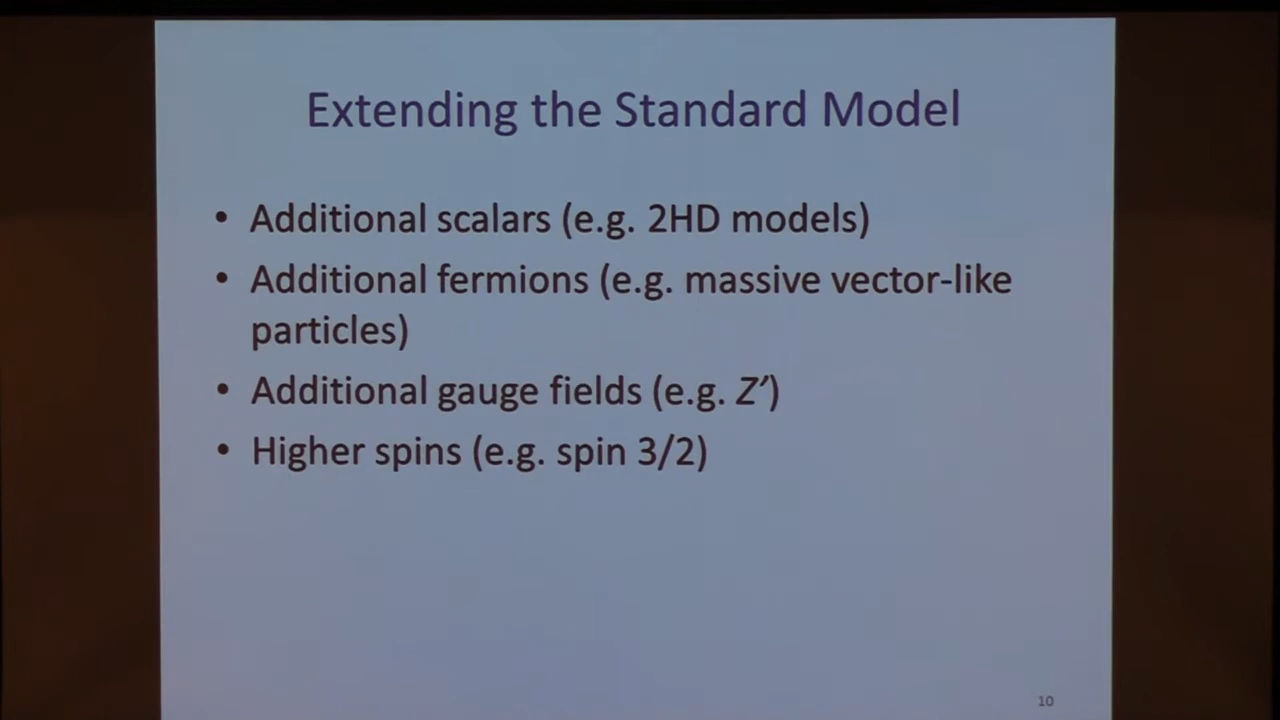 Extending the Standard Model
• Additional scalars (e.g. 2HD models)
• Additional fermions (e.g. massive vector-like
particles)
• Additional gauge fields (e.g. Z’)
• Higher spins (e.g. spin 3/2)
10